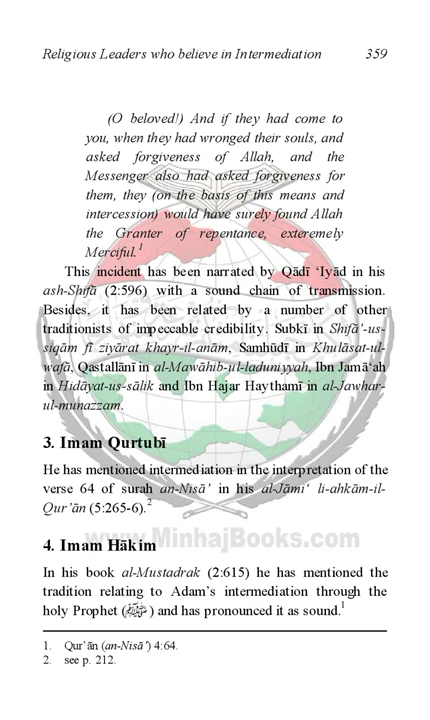 Religious Leaders who believe in Intermediation 359
(O beloved!) And if they had come to
you, when they had wronged their souls, and
asked forgiveness of Allah, and the
Messenger also had asked forgiveness for
them, they (on the basis of this means and
intercession) would have surely found Allah
the Granter of repentance, exteremely
Merciful.1
This incident has been narrated by Qādī ‘Iyād in his
ash-Shifā (2:596) with a sound chain of transmission.
Besides, it has been related by a number of other
traditionists of impeccable credibility. Subkī in Shifā’-us-
siqām fī ziyārat khayr-il-anām, Samhūdī in Khulāsat-ul-
wafā, Qastallānī in al-Mawāhib-ul-laduniyyah, Ibn Jamā‘ah
in Hidāyat-us-sālik and Ibn Hajar Haythamī in al-Jawhar-
ul-munazzam.
3. Imam Qurtubī
He has mentioned intermediation in the interpretation of the
verse 64 of surah an-Nisā’ in his al-Jāmi‘ li-ahkām-il-
Qur’ān (5:265-6).2
www.MinhajBooks.com
4. Imam Hākim
In his book al-Mustadrak (2:615) he has mentioned the
tradition relating to Adam’s intermediation through the
holy Prophet (ﷺ) and has pronounced it as sound.1
1. Qur’ān (an-Nisā’) 4:64.
2. see p. 212.